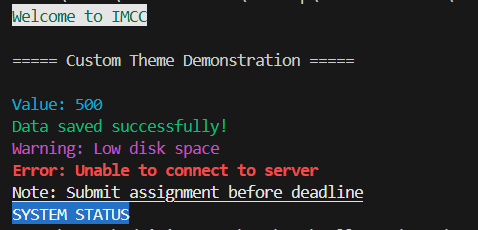 Welcome to IMCC
===== Custom Theme Demonstration =====
Value: 500
Data saved successfully!
Warning: Low disk space
Error: Unable to connect to server
Note: Submit assignment before deadline
SYSTEM STATUS